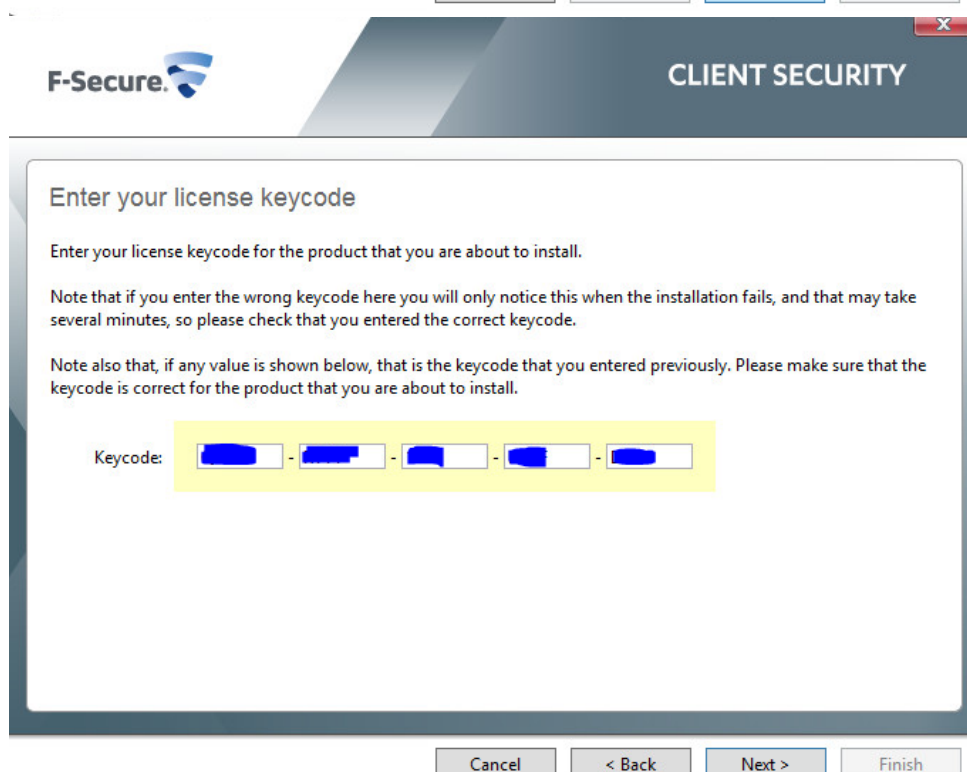 X
F-Secure.
CLIENT SECURITY
Enter your license keycode
Enter your license keycode for the product that you are about to install.
Note that if you enter the wrong keycode here you will only notice this when the installation fails, and that may take
several minutes, so please check that you entered the correct keycode.
Note also that, if any value is shown below, that is the keycode that you entered previously. Please make sure that the
keycode is correct for the product that you are about to install.
Keycode: - - - -
Cancel < Back Next > Finish